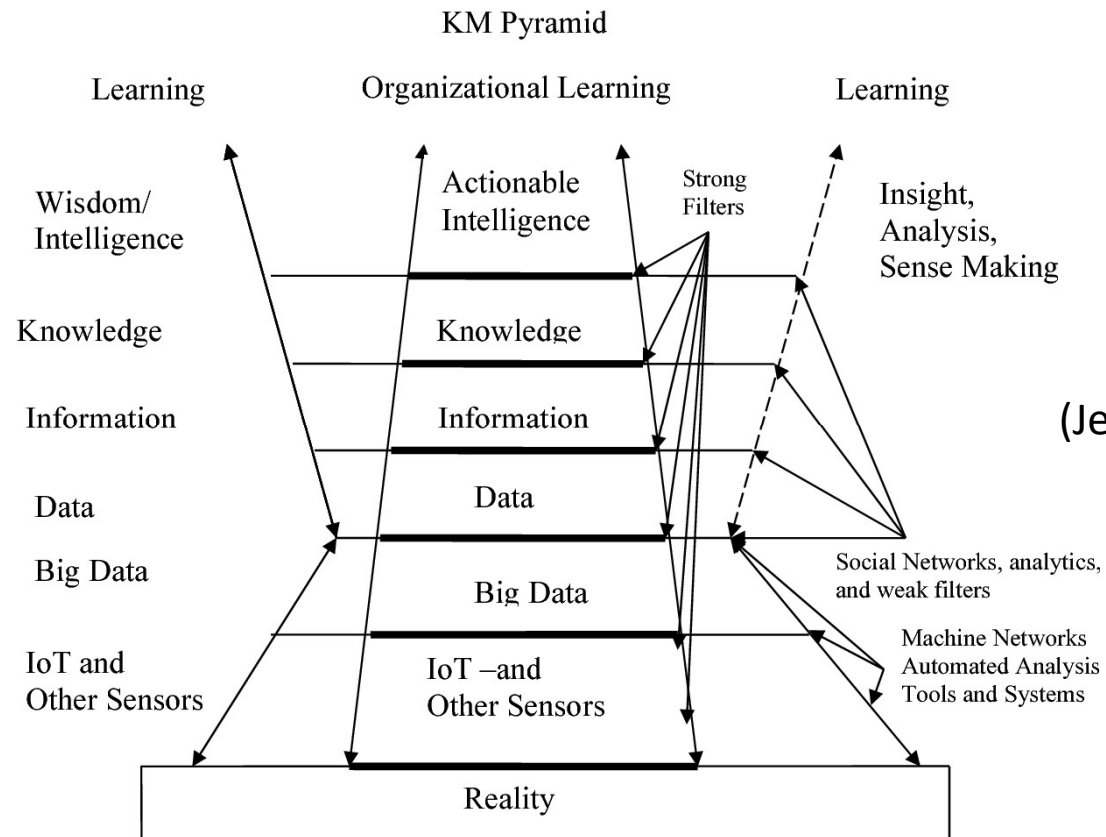 KM Pyramid
Learning
Organizational Learning
Learning
Wisdom/
Intelligence
Actionable
Intelligence
Strong
Filters
Insight,
Analysis,
Sense Making
Knowledge
Knowledge
Information
Information
(Je
Data
Data
Big Data
Big Data
Social Networks, analytics,
and weak filters
IoT and
Other Sensors
IoT –and
Other Sensors
Machine Networks
Automated Analysis
Tools and Systems
Reality